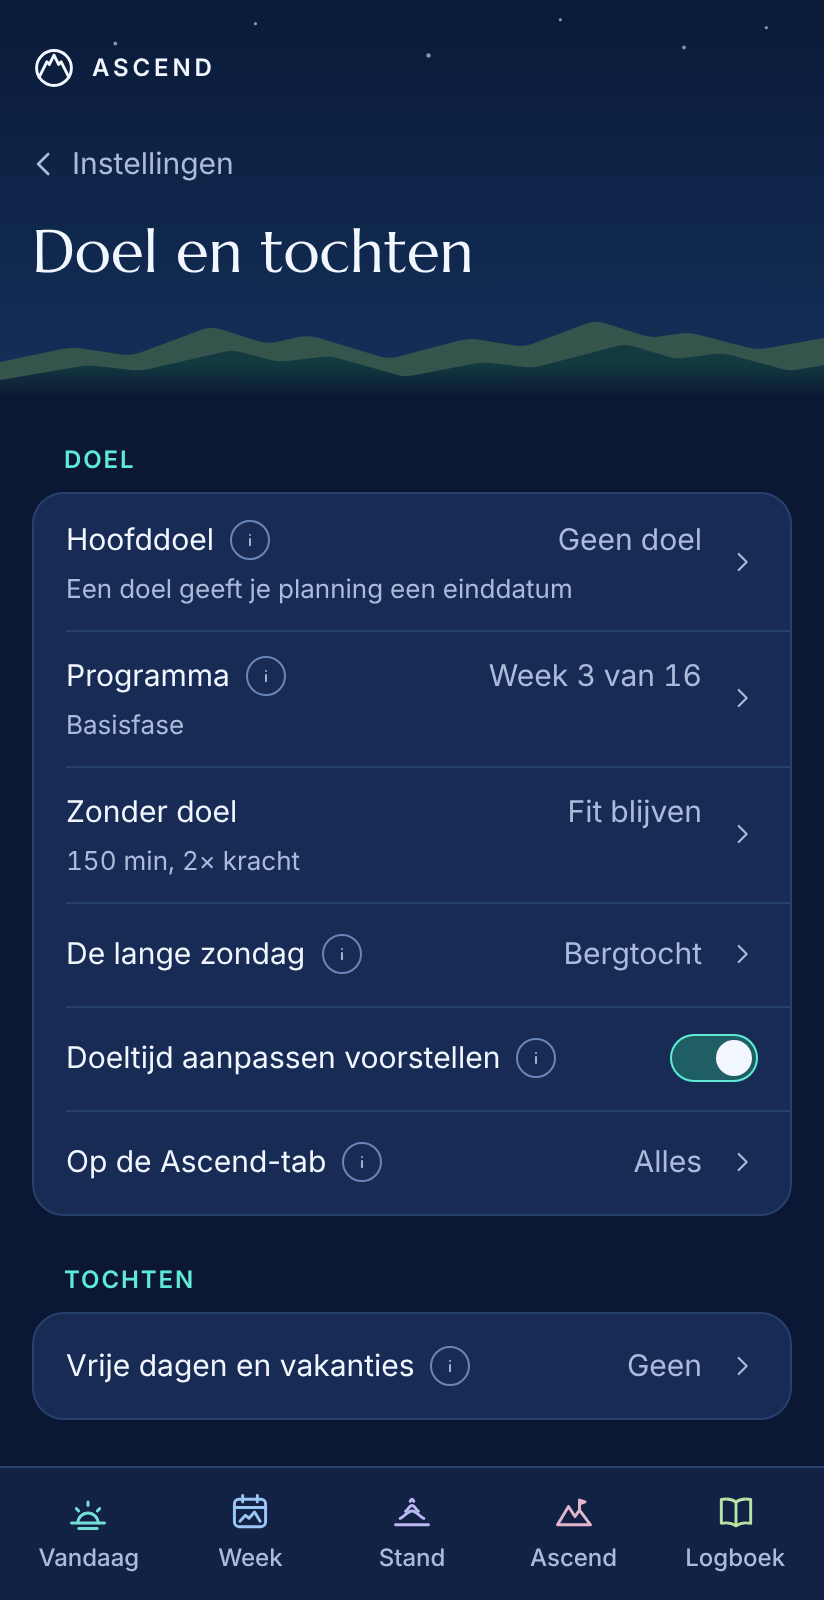 ASCEND
Instellingen
Doel en tochten
DOEL
Hoofddoel i Geen doel
Een doel geeft je planning een einddatum
Programma i Week 3 van 16
Basisfase
Zonder doel Fit blijven
150 min, 2× kracht
De lange zondag i Bergtocht
Doeltijd aanpassen voorstellen i
Op de Ascend-tab i Alles
TOCHTEN
Vrije dagen en vakanties i Geen
Vandaag Week Stand Ascend Logboek